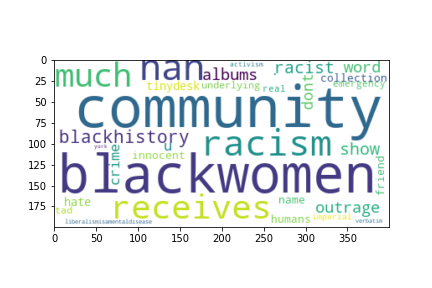 0
25
50
75
100
125
150
175
much nan albums activism racist word
tinydesk underlying real dont collection emergency
community
blackhistory u racism show
yark crime innocent
blackwomen friend
hate receives name outrage
tad humans imperial
liberalismisamentaldisease verbatim
0 50 100 150 200 250 300 350